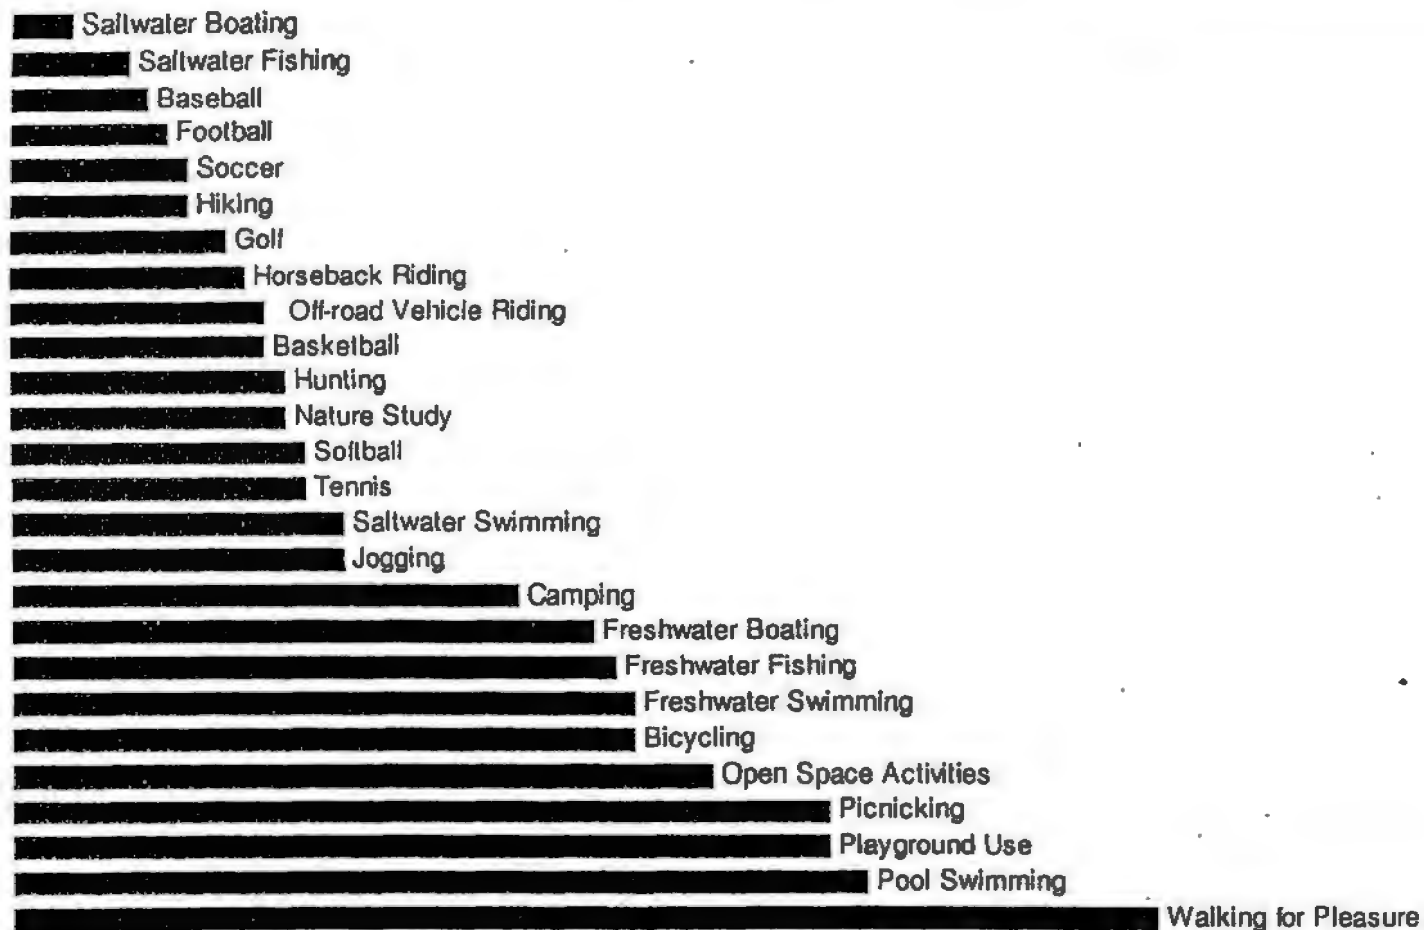 Saltwater Boating
Saltwater Fishing
Baseball
Football
Soccer
Hiking
Golf
Horseback Riding
Off-road Vehicle Riding
Basketball
Hunting
Nature Study
Softball
Tennis
Saltwater Swimming
Jogging
Camping
Freshwater Boating
Freshwater Fishing
Freshwater Swimming
Bicycling
Open Space Activities
Picnicking
Playground Use
Pool Swimming
Walking for Pleasure